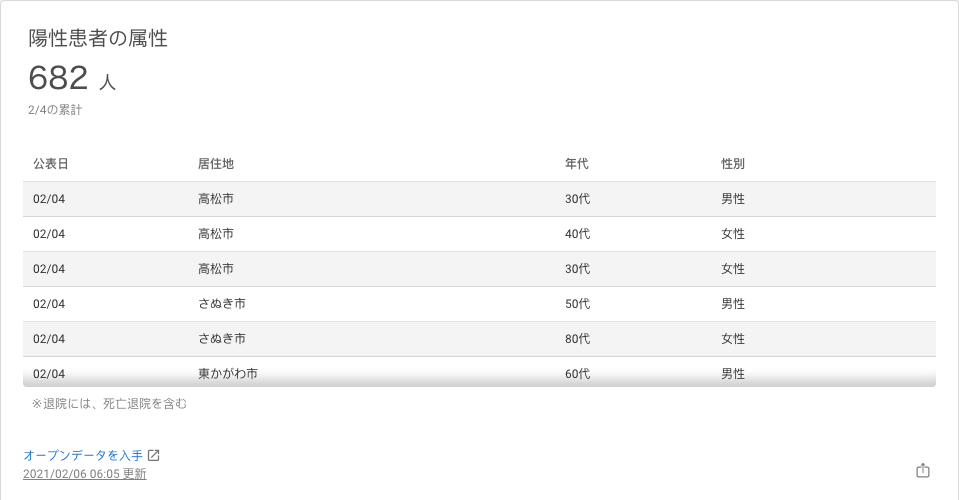 陽性患者の属性
682 人
2/4の累計
公表日 居住地 年代 性別
02/04 高松市 30代 男性
02/04 高松市 40代 女性
02/04 高松市 30代 女性
02/04 さぬき市 50代 男性
02/04 さぬき市 80代 女性
02/04 東かがわ市 60代 男性
※退院には、死亡退院を含む
オープンデータを入手
2021/02/06 06:05 更新